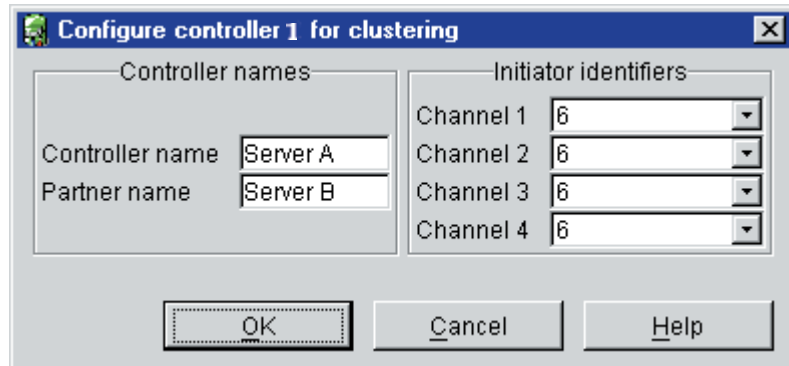 Configure controller 1 for clustering
Controller names
Controller name Server A
Partner name Server B
Initiator identifiers
Channel 1 6
Channel 2 6
Channel 3 6
Channel 4 6
OK Cancel Help